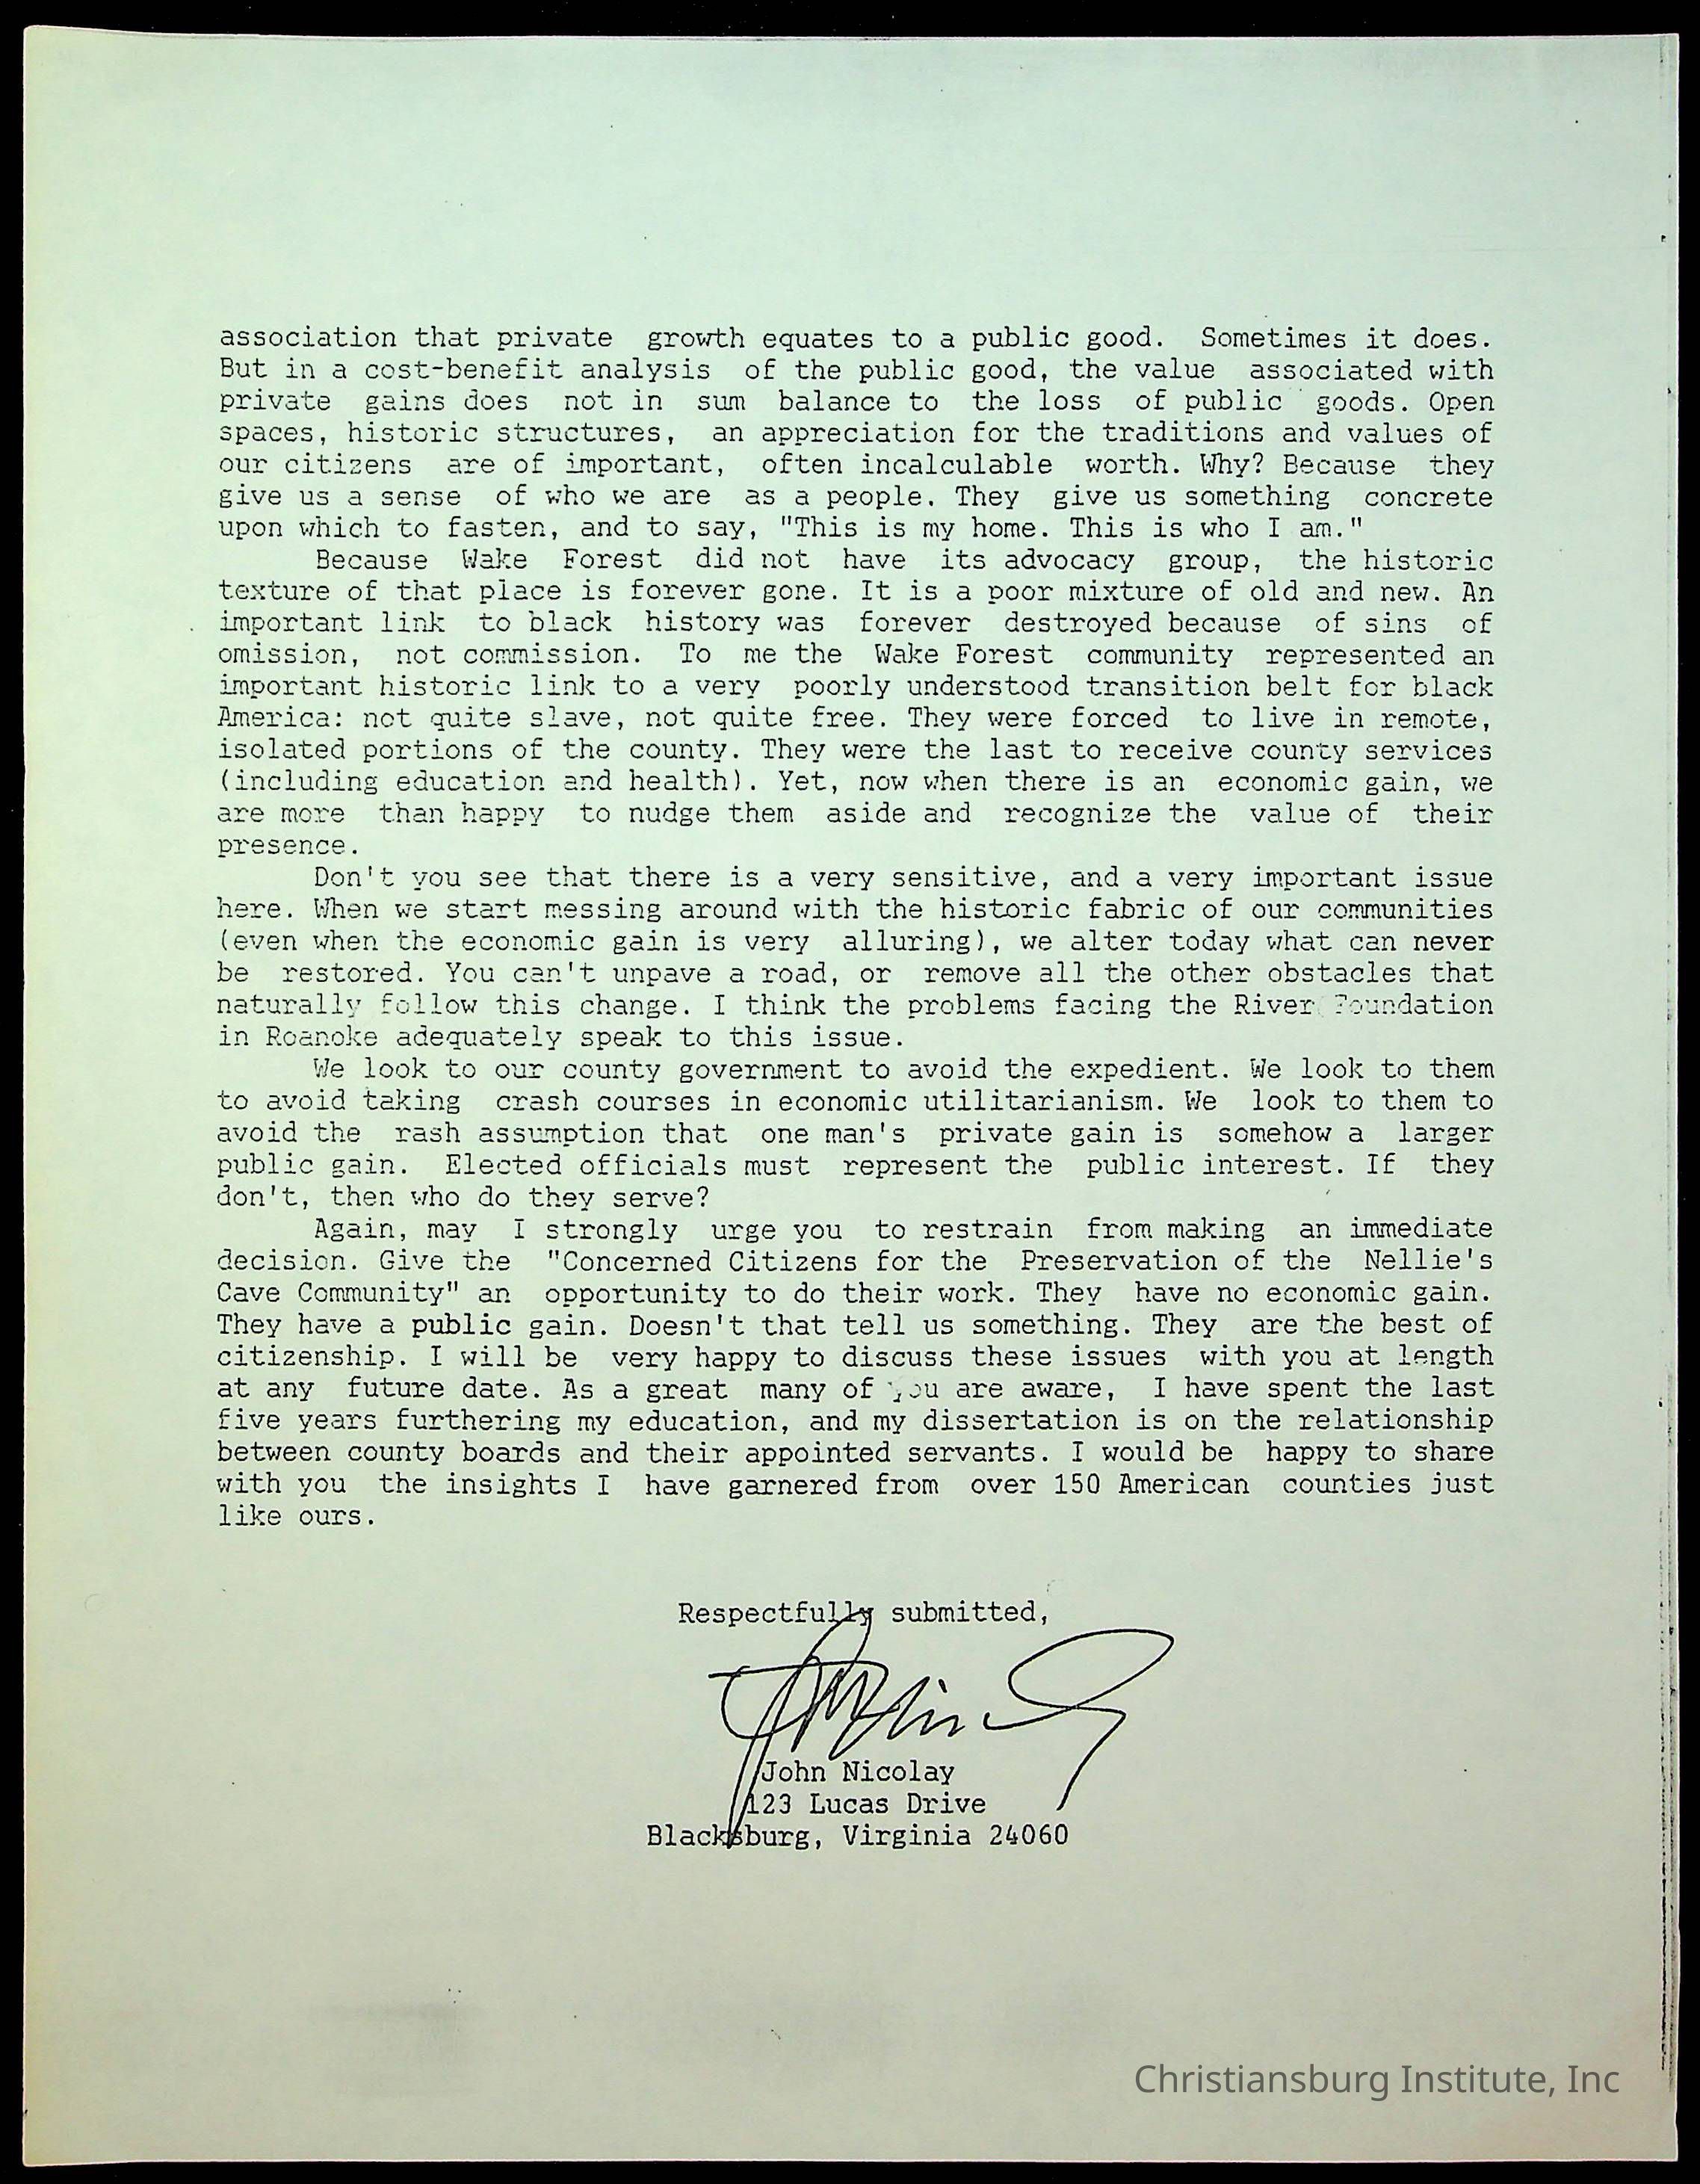 association that private growth equates to a public good. Sometimes it does.
But in a cost-benefit analysis of the public good, the value associated with
private gains does not in sum balance to the loss of public goods. Open
spaces, historic structures, an appreciation for the traditions and values of
our citizens are of important, often incalculable worth. Why? Because they
give us a sense of who we are as a people. They give us something concrete
upon which to fasten, and to say, "This is my home. This is who I am."
Because Wake Forest did not have its advocacy group, the historic
texture of that place is forever gone. It is a poor mixture of old and new. An
important link to black history was forever destroyed because of sins of
omission, not commission. To me the Wake Forest community represented an
important historic link to a very poorly understood transition belt for black
America: not quite slave, not quite free. They were forced to live in remote,
isolated portions of the county. They were the last to receive county services
(including education and health). Yet, now when there is an economic gain, we
are more than happy to nudge them aside and recognize the value of their
presence.
Don't you see that there is a very sensitive, and a very important issue
here. When we start messing around with the historic fabric of our communities
(even when the economic gain is very alluring), we alter today what can never
be restored. You can't unpave a road, or remove all the other obstacles that
naturally follow this change. I think the problems facing the River Foundation
in Roanoke adequately speak to this issue.
We look to our county government to avoid the expedient. We look to them
to avoid taking crash courses in economic utilitarianism. We look to them to
avoid the rash assumption that one man's private gain is somehow a larger
public gain. Elected officials must represent the public interest. If they
don't, then who do they serve?
Again, may I strongly urge you to restrain from making an immediate
decision. Give the "Concerned Citizens for the Preservation of the Nellie's
Cave Community" an opportunity to do their work. They have no economic gain.
They have a public gain. Doesn't that tell us something. They are the best of
citizenship. I will be very happy to discuss these issues with you at length
at any future date. As a great many of you are aware, I have spent the last
five years furthering my education, and my dissertation is on the relationship
between county boards and their appointed servants. I would be happy to share
with you the insights I have garnered from over 150 American counties just
like ours.
Respectfully submitted,
John Nicolay
123 Lucas Drive
Blacksburg, Virginia 24060
Christiansburg Institute, Inc